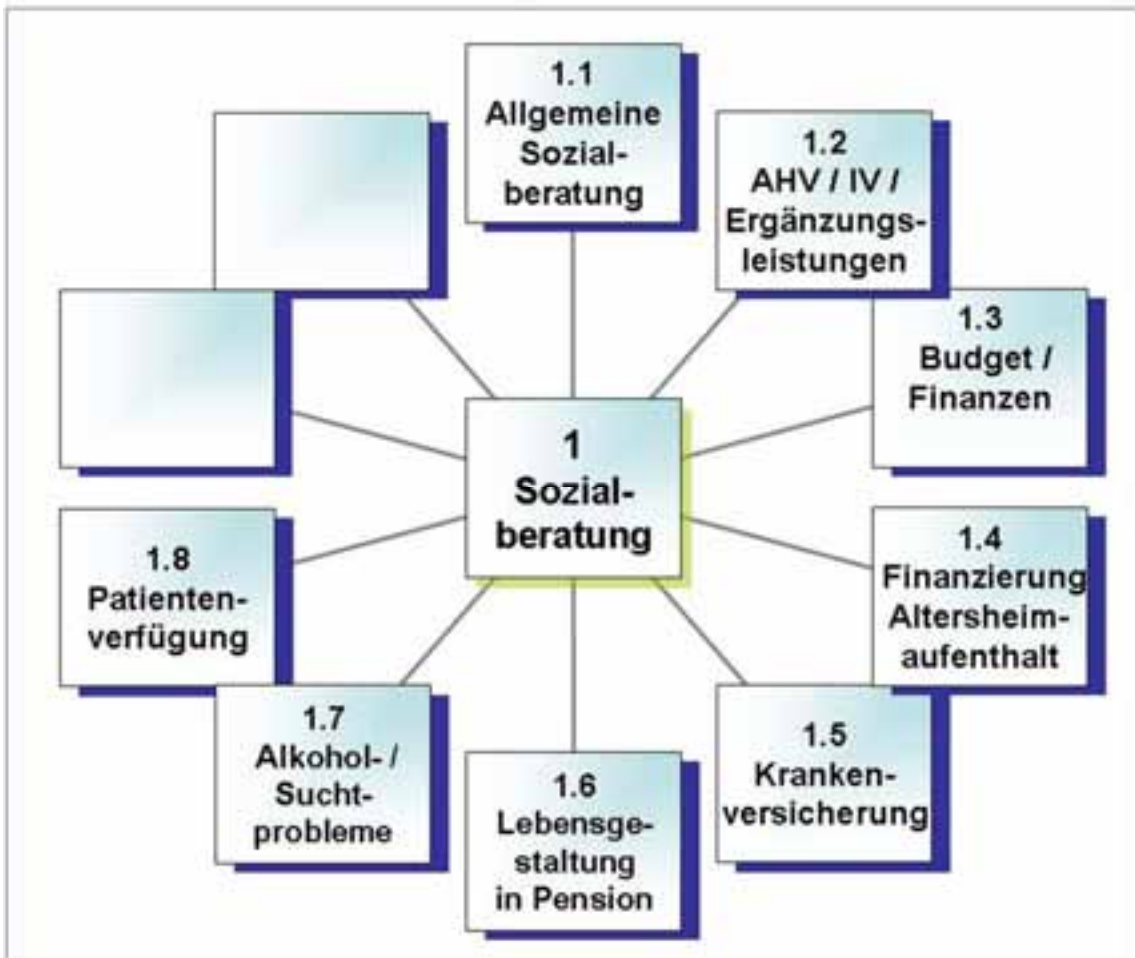 1.1
Allgemeine
Sozial-
beratung
1.2
AHV / IV /
Ergänzungs-
leistungen
1.3
Budget /
Finanzen
1
Sozial-
beratung
1.4
Finanzierung
Altersheim-
aufenthalt
1.5
Kranken-
versicherung
1.6
Lebensge-
staltung
in Pension
1.7
Alkohol- /
Sucht-
probleme
1.8
Patienten-
verfügung